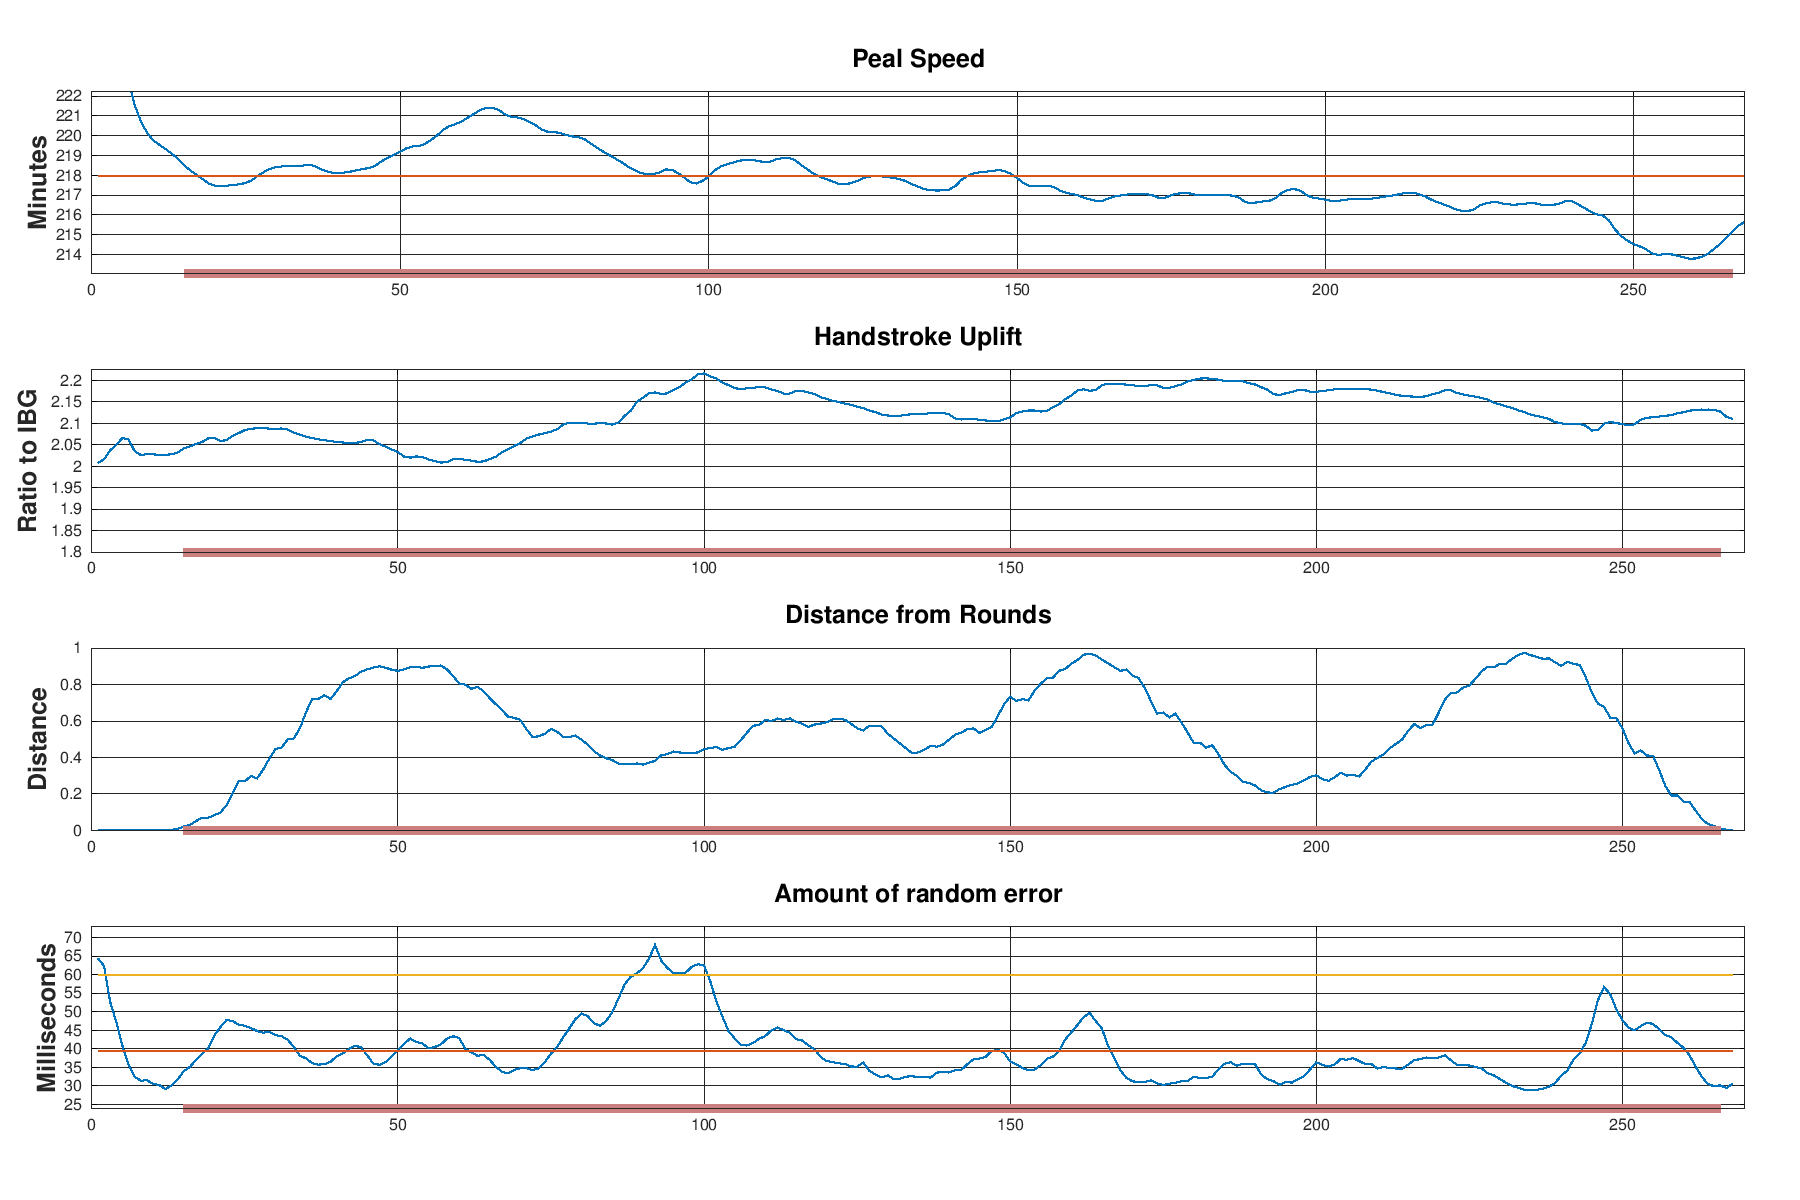 Peal Speed
Minutes
222
221
220
219
218
217
216
215
214
0 50 100 150 200 250
Handstroke Uplift
Ratio to IBG
2.2
2.15
2.1
2.05
2
1.95
1.9
1.85
1.8
0 50 100 150 200 250
Distance from Rounds
Distance
1
0.8
0.6
0.4
0.2
0
0 50 100 150 200 250
Amount of random error
Milliseconds
70
65
60
55
50
45
40
35
30
25
0 50 100 150 200 250